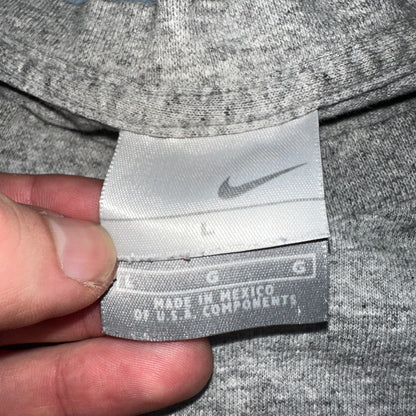 L
L G G
MADE IN MEXICO
OF U.S.A. COMPONENTS